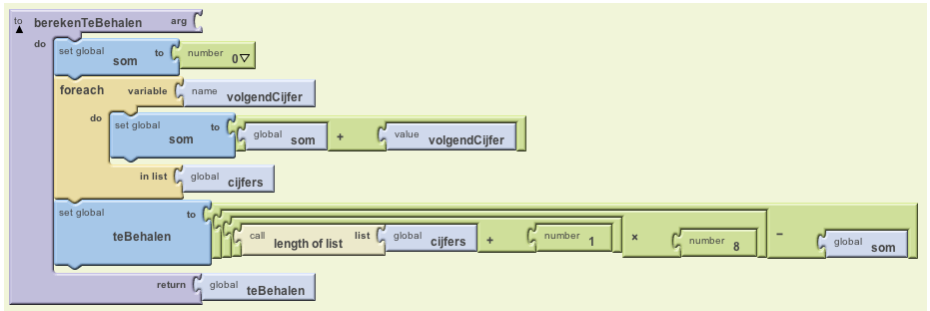 to berekenTeBehalen arg
do set global som to number 0
foreach variable name volgendCijfer
do set global som to global som + value volgendCijfer
in list global cijfers
set global teBehalen to call length of list list global cijfers + number 1 × number 8 − global som
return global teBehalen